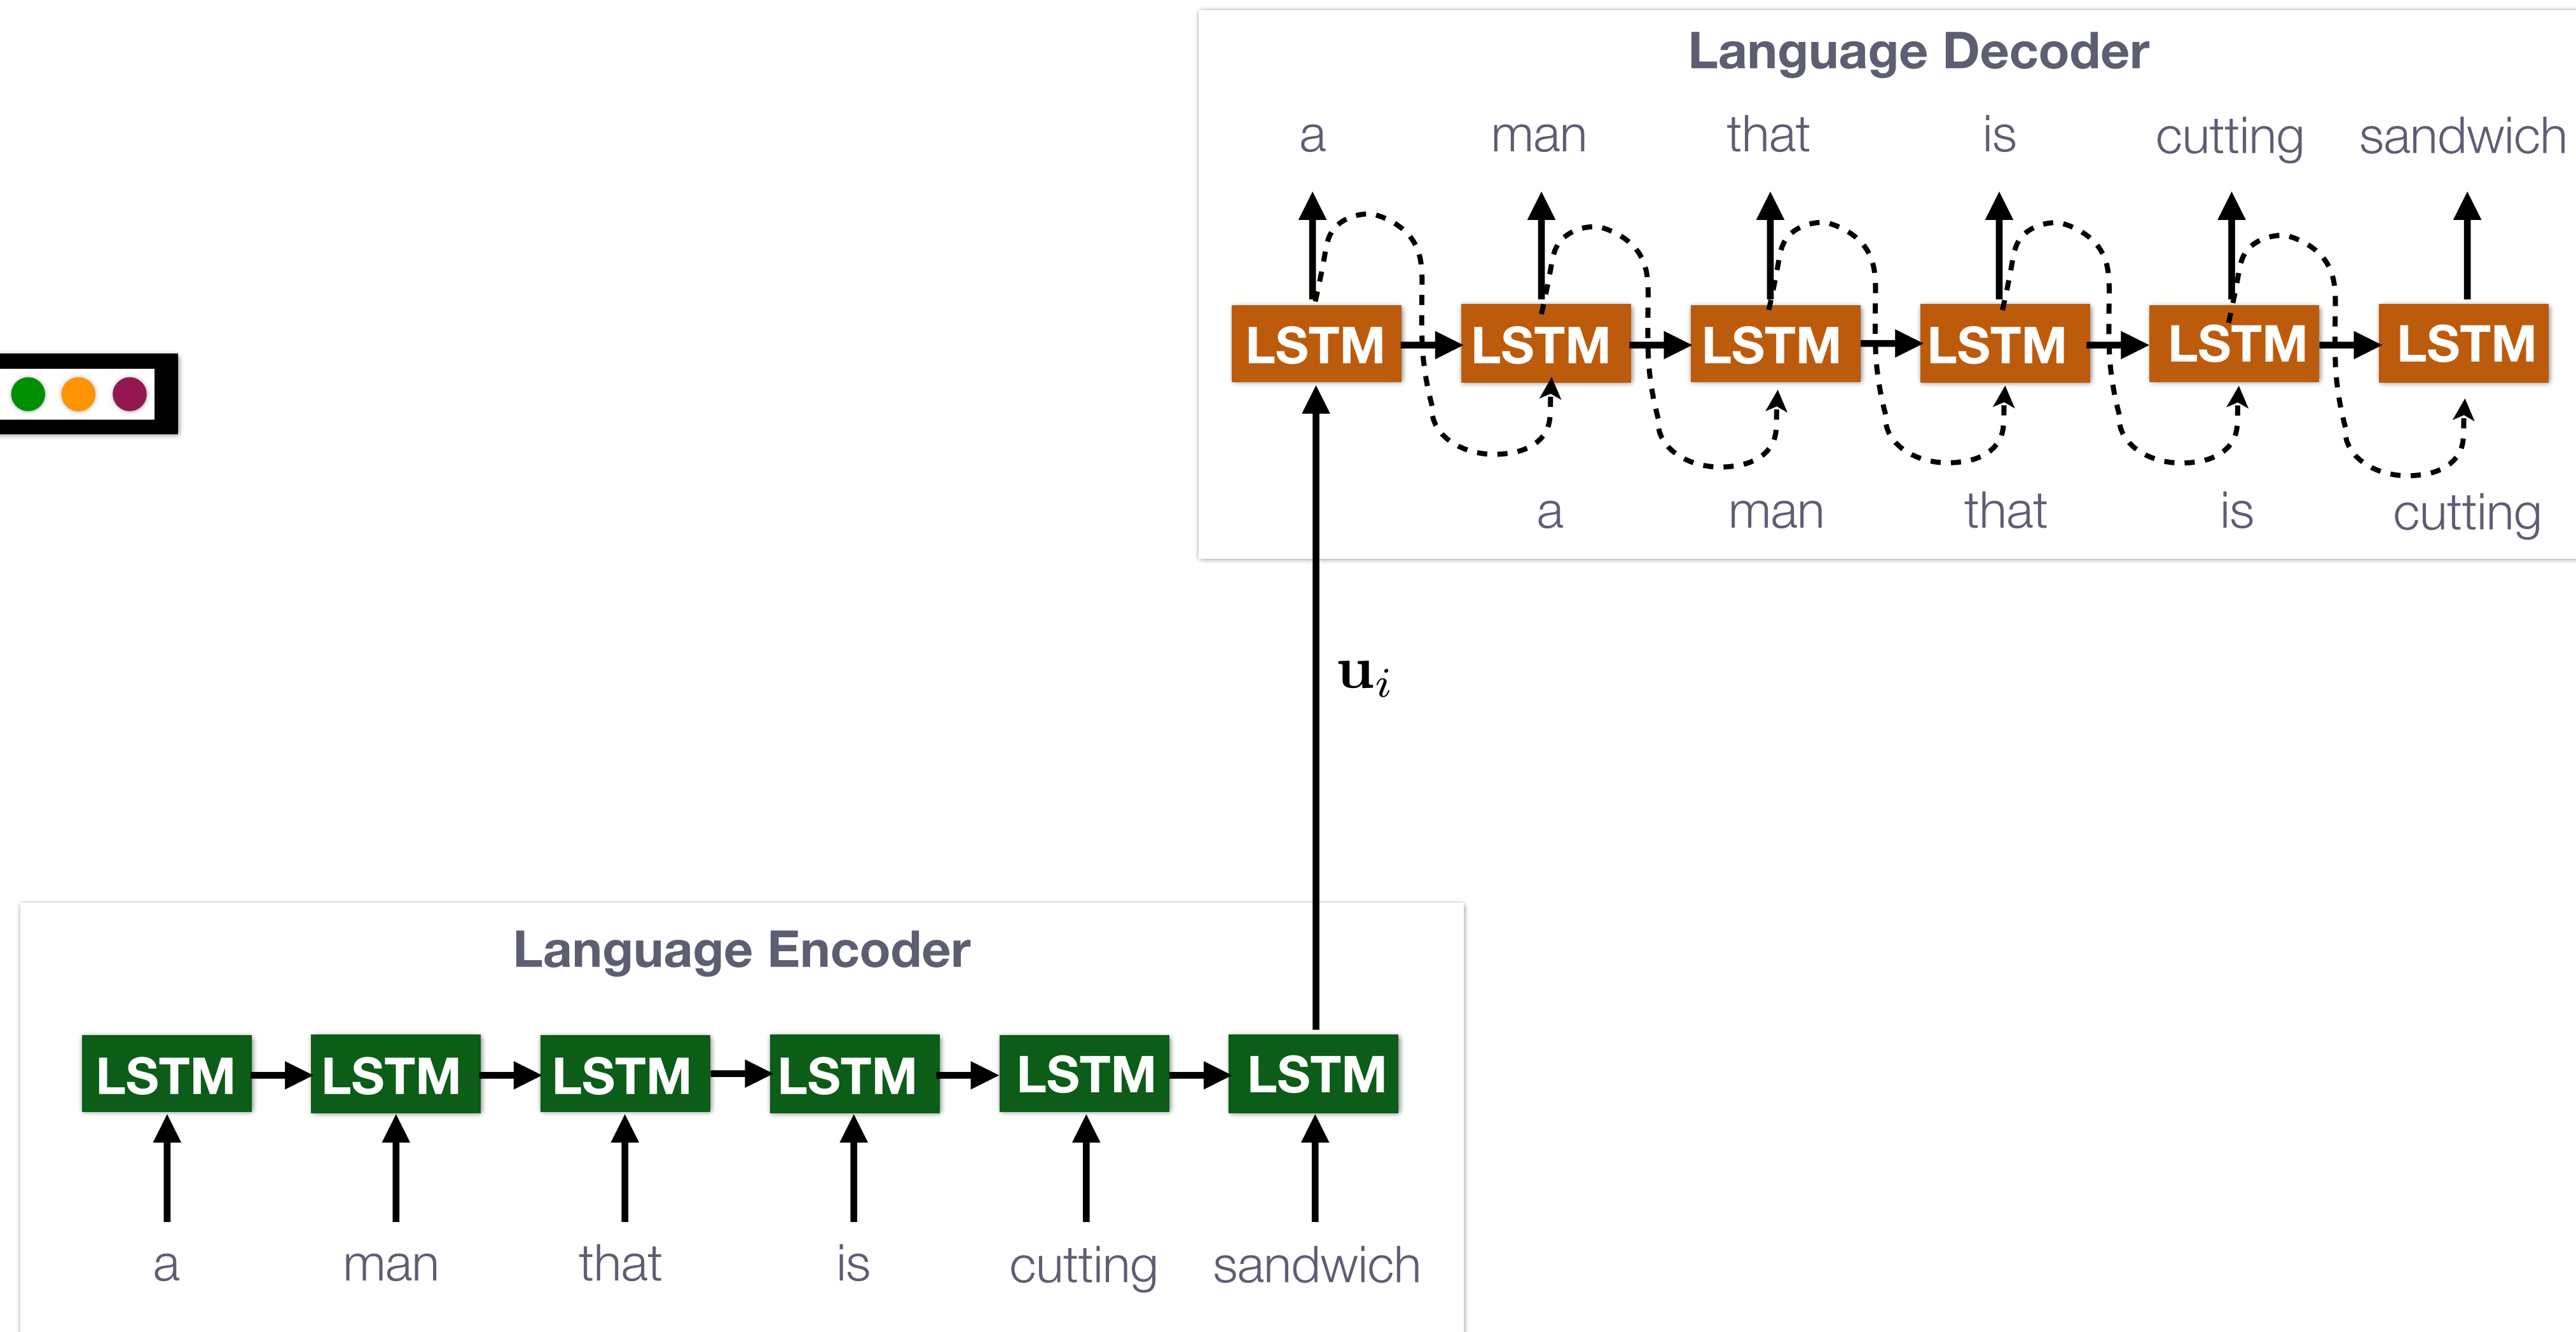 Language Decoder
a man that is cutting sandwich
LSTM LSTM LSTM LSTM LSTM LSTM
a man that is cutting
u_i
Language Encoder
LSTM LSTM LSTM LSTM LSTM LSTM
a man that is cutting sandwich